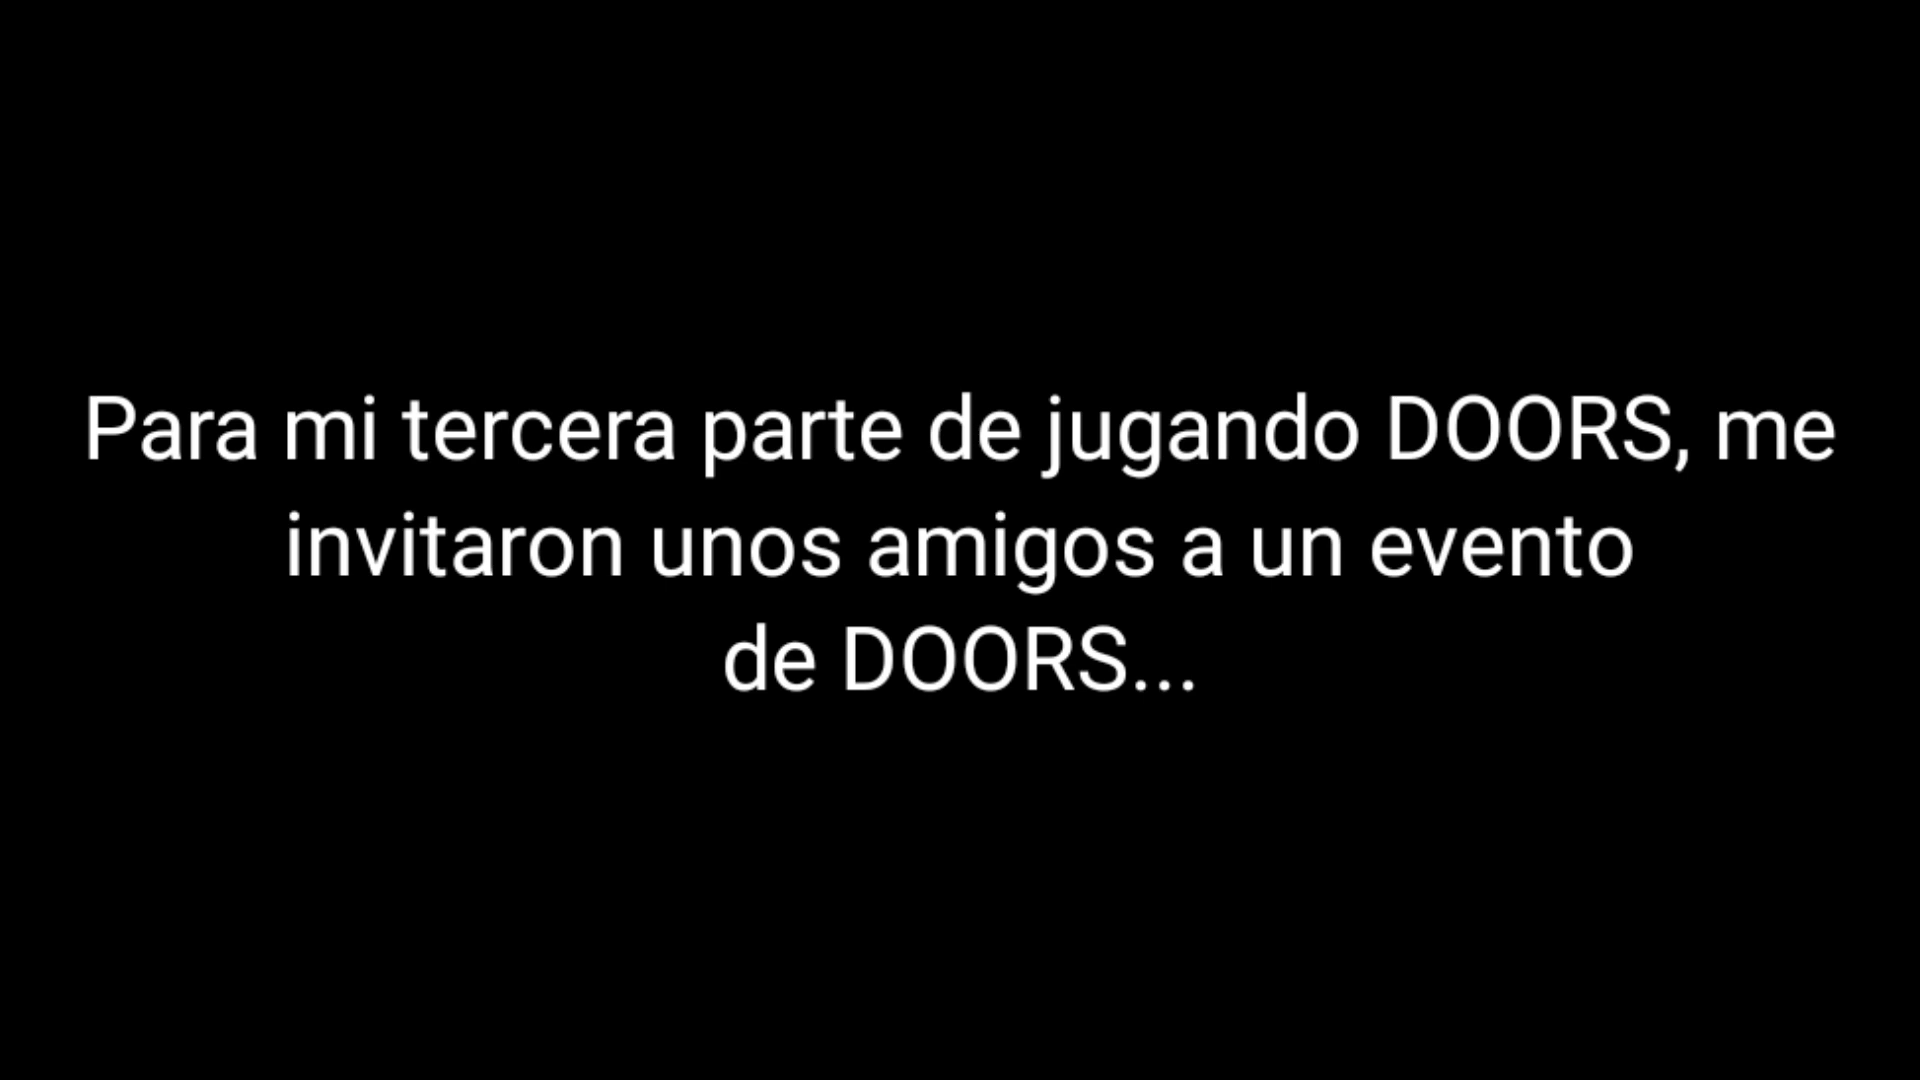 Para mi tercera parte de jugando DOORS, me
invitaron unos amigos a un evento
de DOORS...